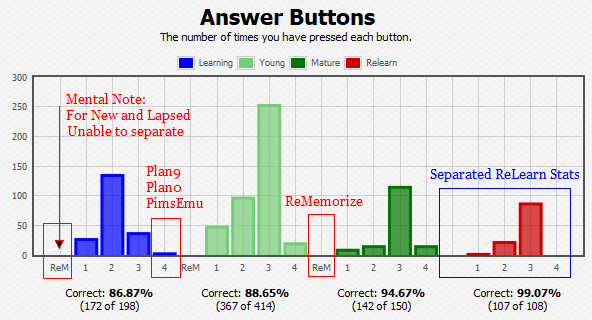 Answer Buttons
The number of times you have pressed each button.
Learning Young Mature Relearn
300
250
200
150
100
50
0
Mental Note:
For New and Lapsed
Unable to separate
Plan9
Plan0
PimsEmu
ReMemorize
Separated ReLearn Stats
ReM 1 2 3 4 ReM 1 2 3 4 ReM 1 2 3 4 1 2 3 4
Correct: 86.87% Correct: 88.65% Correct: 94.67% Correct: 99.07%
(172 of 198) (367 of 414) (142 of 150) (107 of 108)